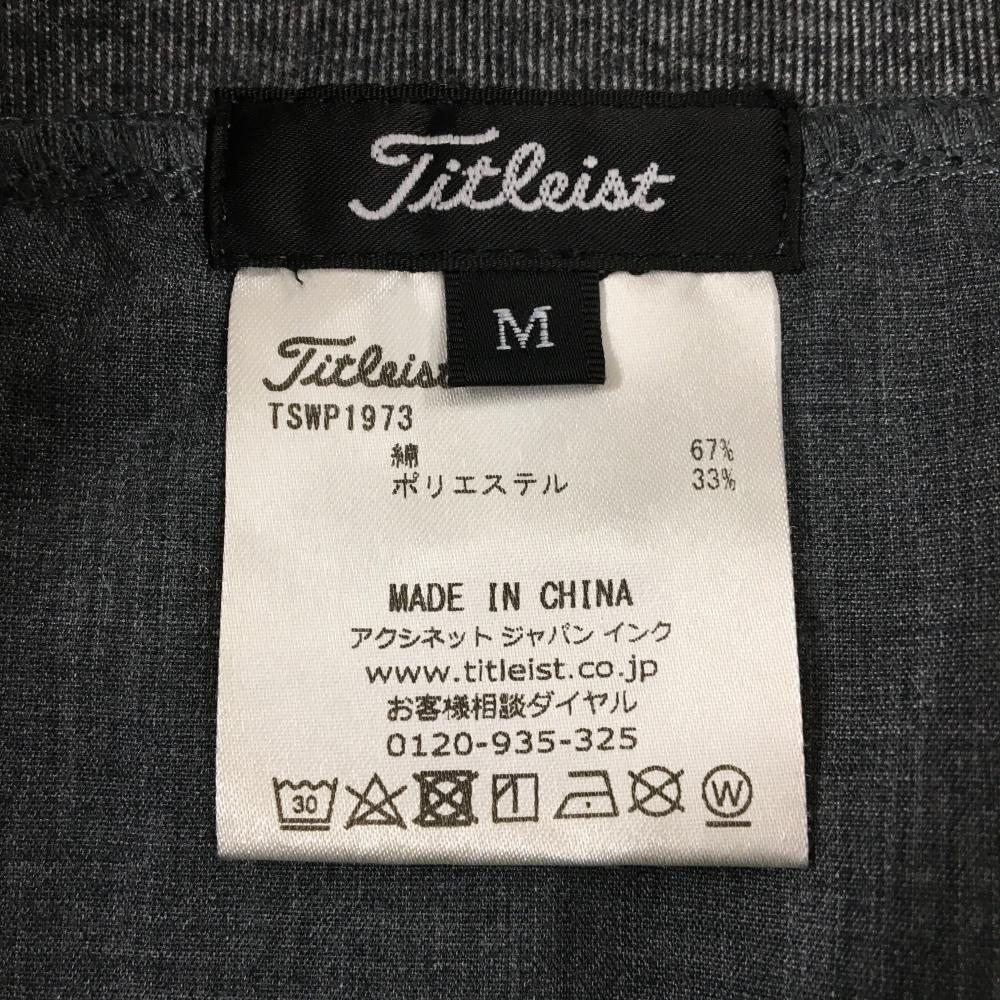 Titleist
M
Titleist
TSWP1973
綿 67%
ポリエステル 33%
MADE IN CHINA
アクシネット ジャパン インク
www.titleist.co.jp
お客様相談ダイヤル
0120-935-325
30 W